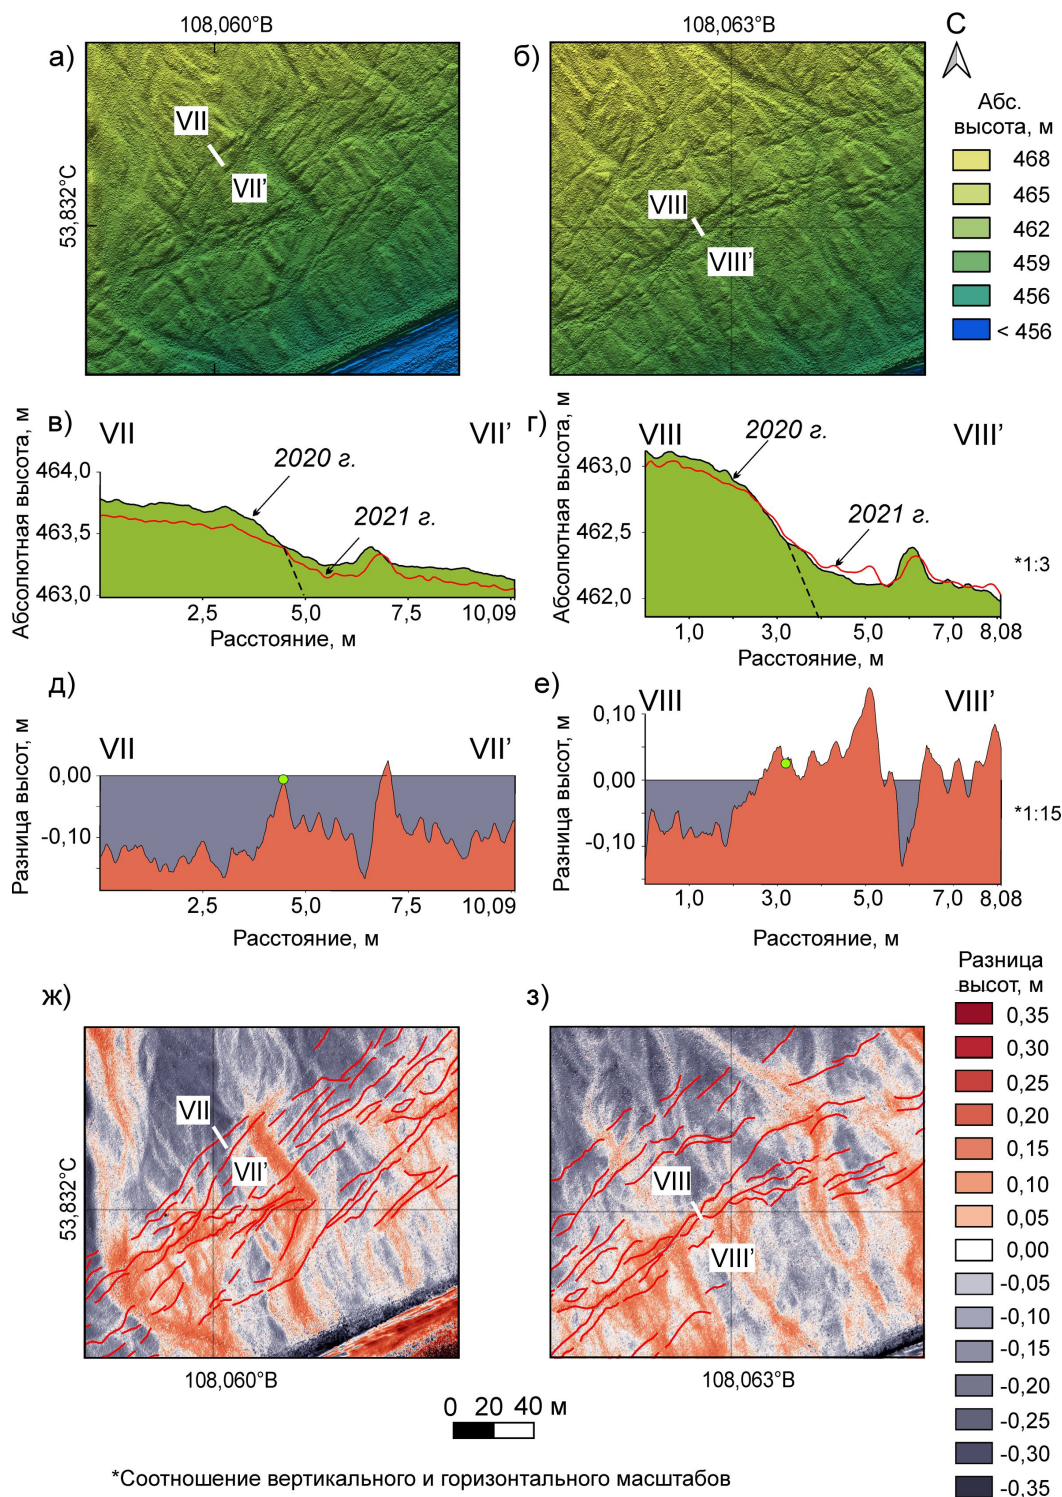 108,060°В
108,063°В
С
а)
б)
VII
VII'
VIII
VIII'
53,832°С
Абс.
высота, м
468
465
462
459
456
< 456
в)
VII
VII'
2020 г.
2021 г.
Абсолютная высота, м
464,0
463,5
463,0
2,5
5,0
7,5
10,09
Расстояние, м
г)
VIII
VIII'
2020 г.
2021 г.
Абсолютная высота, м
463,0
462,5
462,0
1,0
3,0
5,0
7,0
8,08
Расстояние, м
*1:3
д)
VII
VII'
Разница высот, м
0,00
-0,10
2,5
5,0
7,5
10,09
Расстояние, м
е)
VIII
VIII'
Разница высот, м
0,10
0,00
-0,10
1,0
3,0
5,0
7,0
8,08
Расстояние, м
*1:15
ж)
VII
VII'
53,832°С
108,060°В
з)
VIII
VIII'
108,063°В
Разница
высот, м
0,35
0,30
0,25
0,20
0,15
0,10
0,05
0,00
-0,05
-0,10
-0,15
-0,20
-0,25
-0,30
-0,35
0 20 40 м
*Соотношение вертикального и горизонтального масштабов